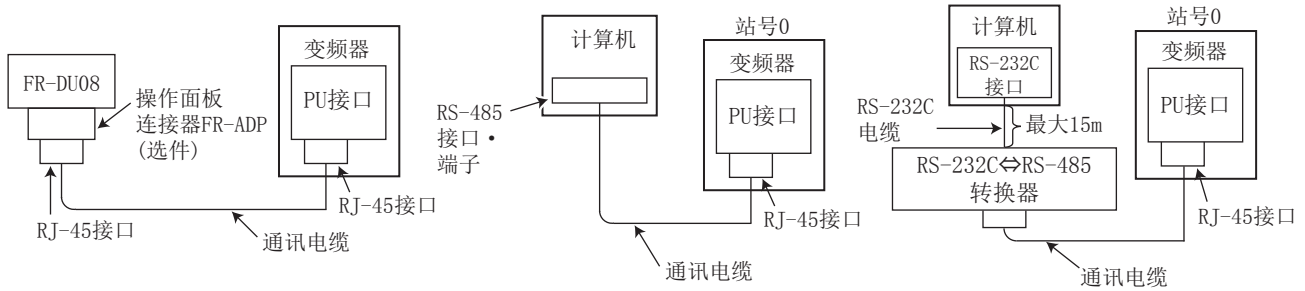 FR-DU08
操作面板
连接器FR-ADP
(选件)
变频器
PU接口
RJ-45接口
RJ-45接口
通讯电缆
计算机
RS-485
接口·
端子
站号0
变频器
PU接口
RJ-45接口
通讯电缆
计算机
RS-232C
接口
RS-232C
电缆
最大15m
RS-232C⇔RS-485
转换器
站号0
变频器
PU接口
RJ-45接口
通讯电缆